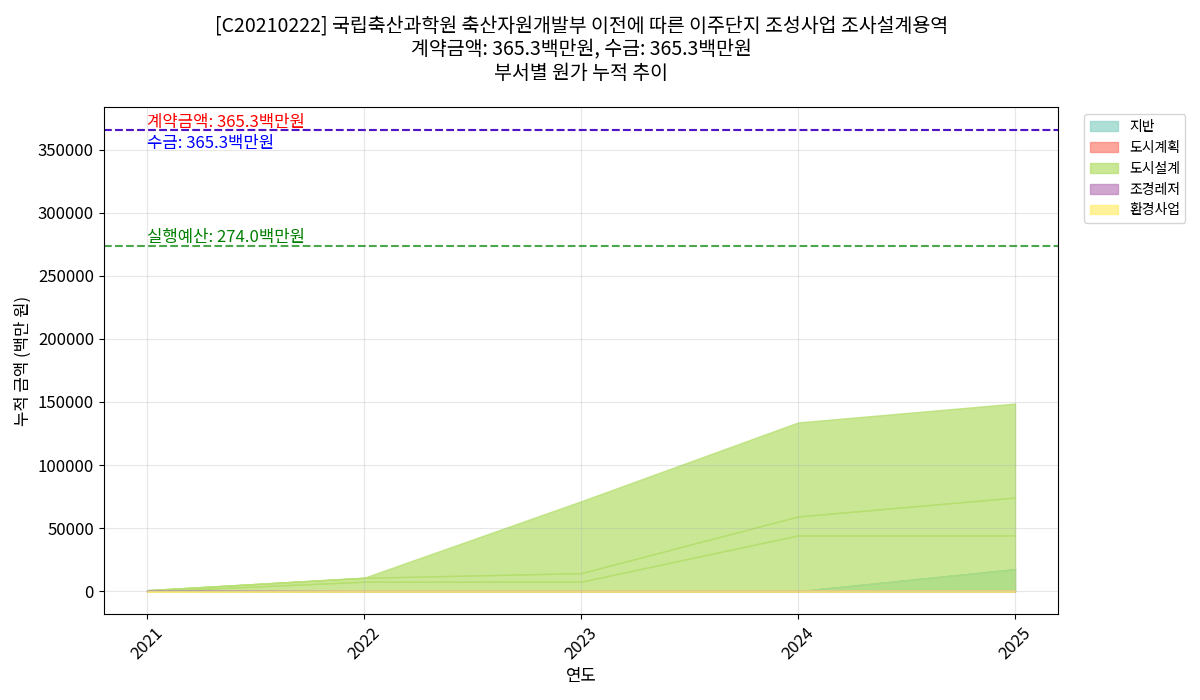 [C20210222] 국립축산과학원 축산자원개발부 이전에 따른 이주단지 조성사업 조사설계용역
계약금액: 365.3백만원, 수금: 365.3백만원
부서별 원가 누적 추이
계약금액: 365.3백만원
수금: 365.3백만원
실행예산: 274.0백만원
지반
도시계획
도시설계
조경레저
환경사업
누적 금액 (백만 원)
350000
300000
250000
200000
150000
100000
50000
0
2021
2022
2023
2024
2025
연도